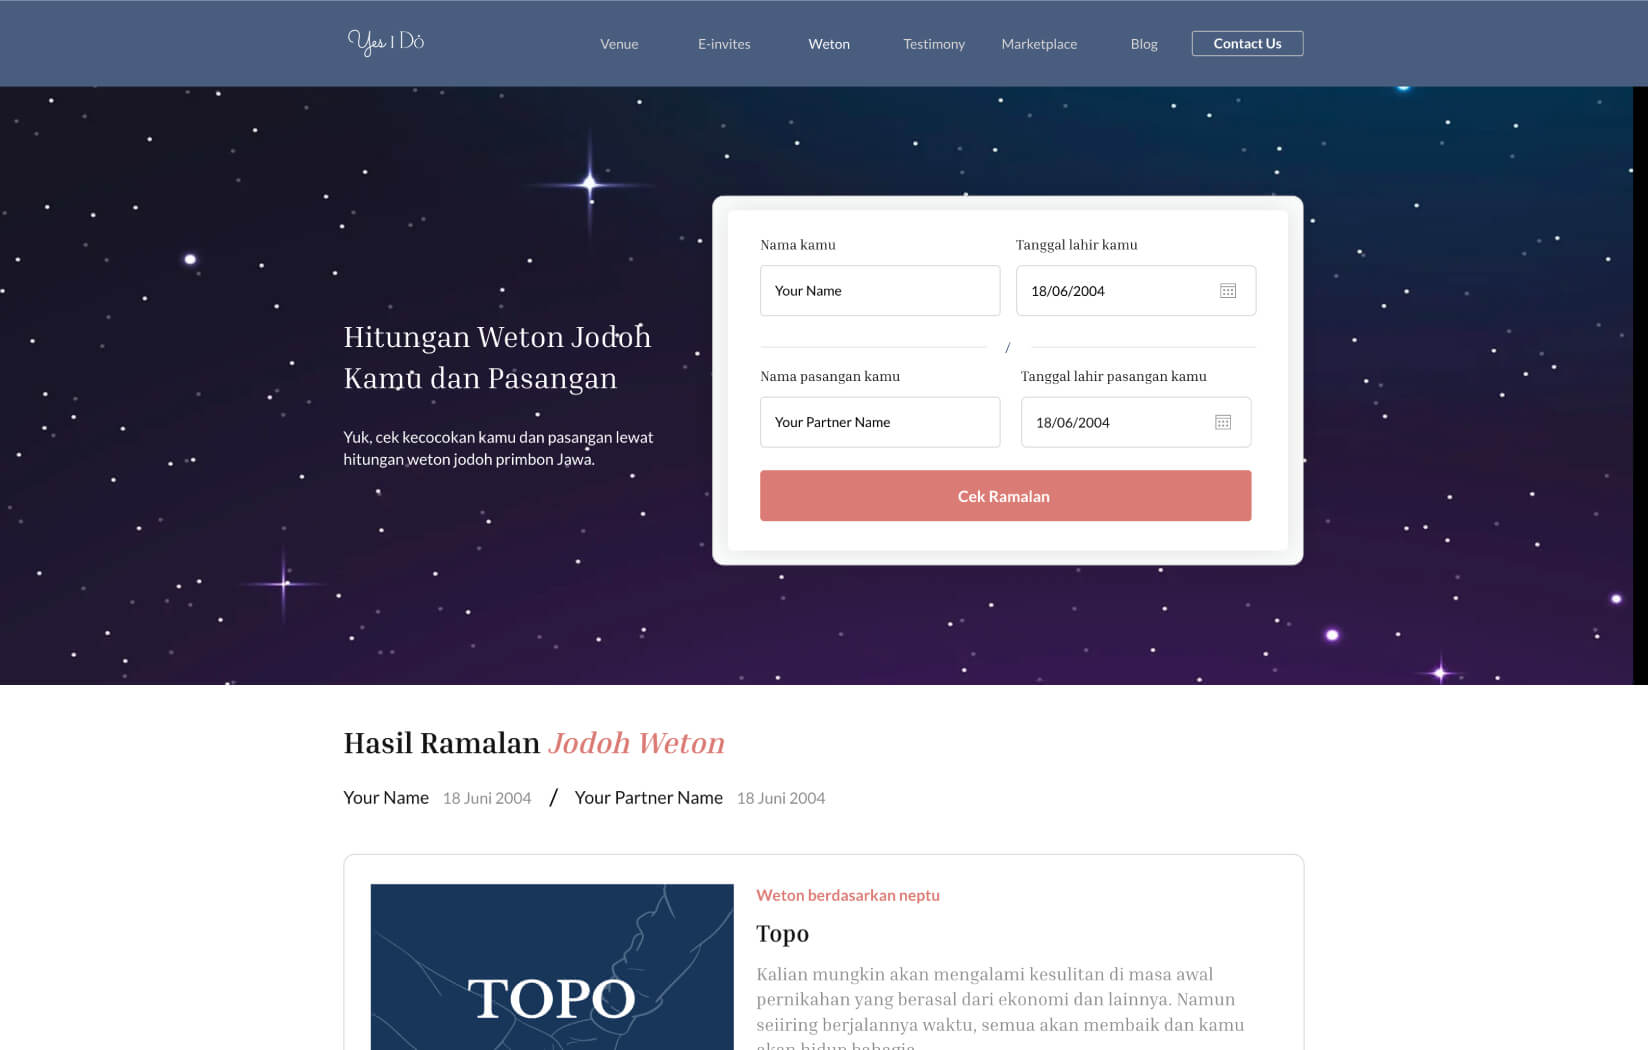 Yes I Do
Venue
E-invites
Weton
Testimony
Marketplace
Blog
Contact Us
Hitungan Weton Jodoh
Kamu dan Pasangan
Yuk, cek kecocokan kamu dan pasangan lewat
hitungan weton jodoh primbon Jawa.
Nama kamu
Tanggal lahir kamu
Your Name
18/06/2004
/
Nama pasangan kamu
Tanggal lahir pasangan kamu
Your Partner Name
18/06/2004
Cek Ramalan
Hasil Ramalan Jodoh Weton
Your Name 18 Juni 2004 / Your Partner Name 18 Juni 2004
TOPO
Weton berdasarkan neptu
Topo
Kalian mungkin akan mengalami kesulitan di masa awal
pernikahan yang berasal dari ekonomi dan lainnya. Namun
seiiring berjalannya waktu, semua akan membaik dan kamu
akan hidup bahagia.